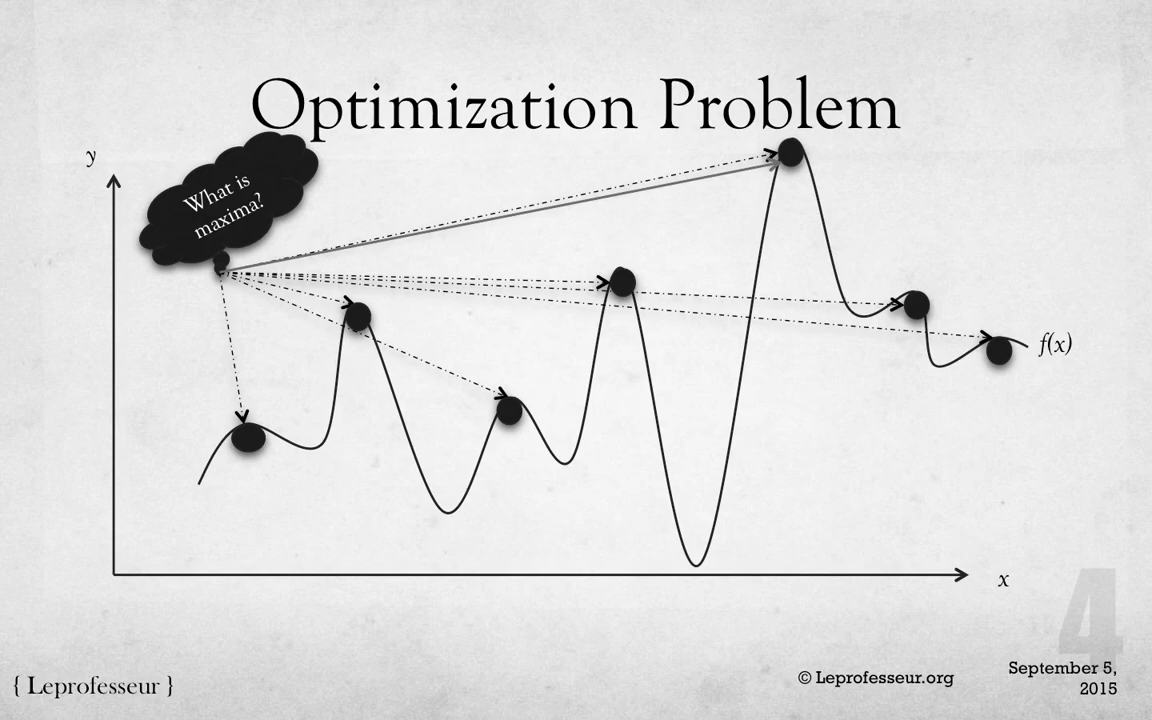 Optimization Problem
y
What is
maxima?
f(x)
x
4
{ Leprofesseur }
© Leprofesseur.org
September 5,
2015